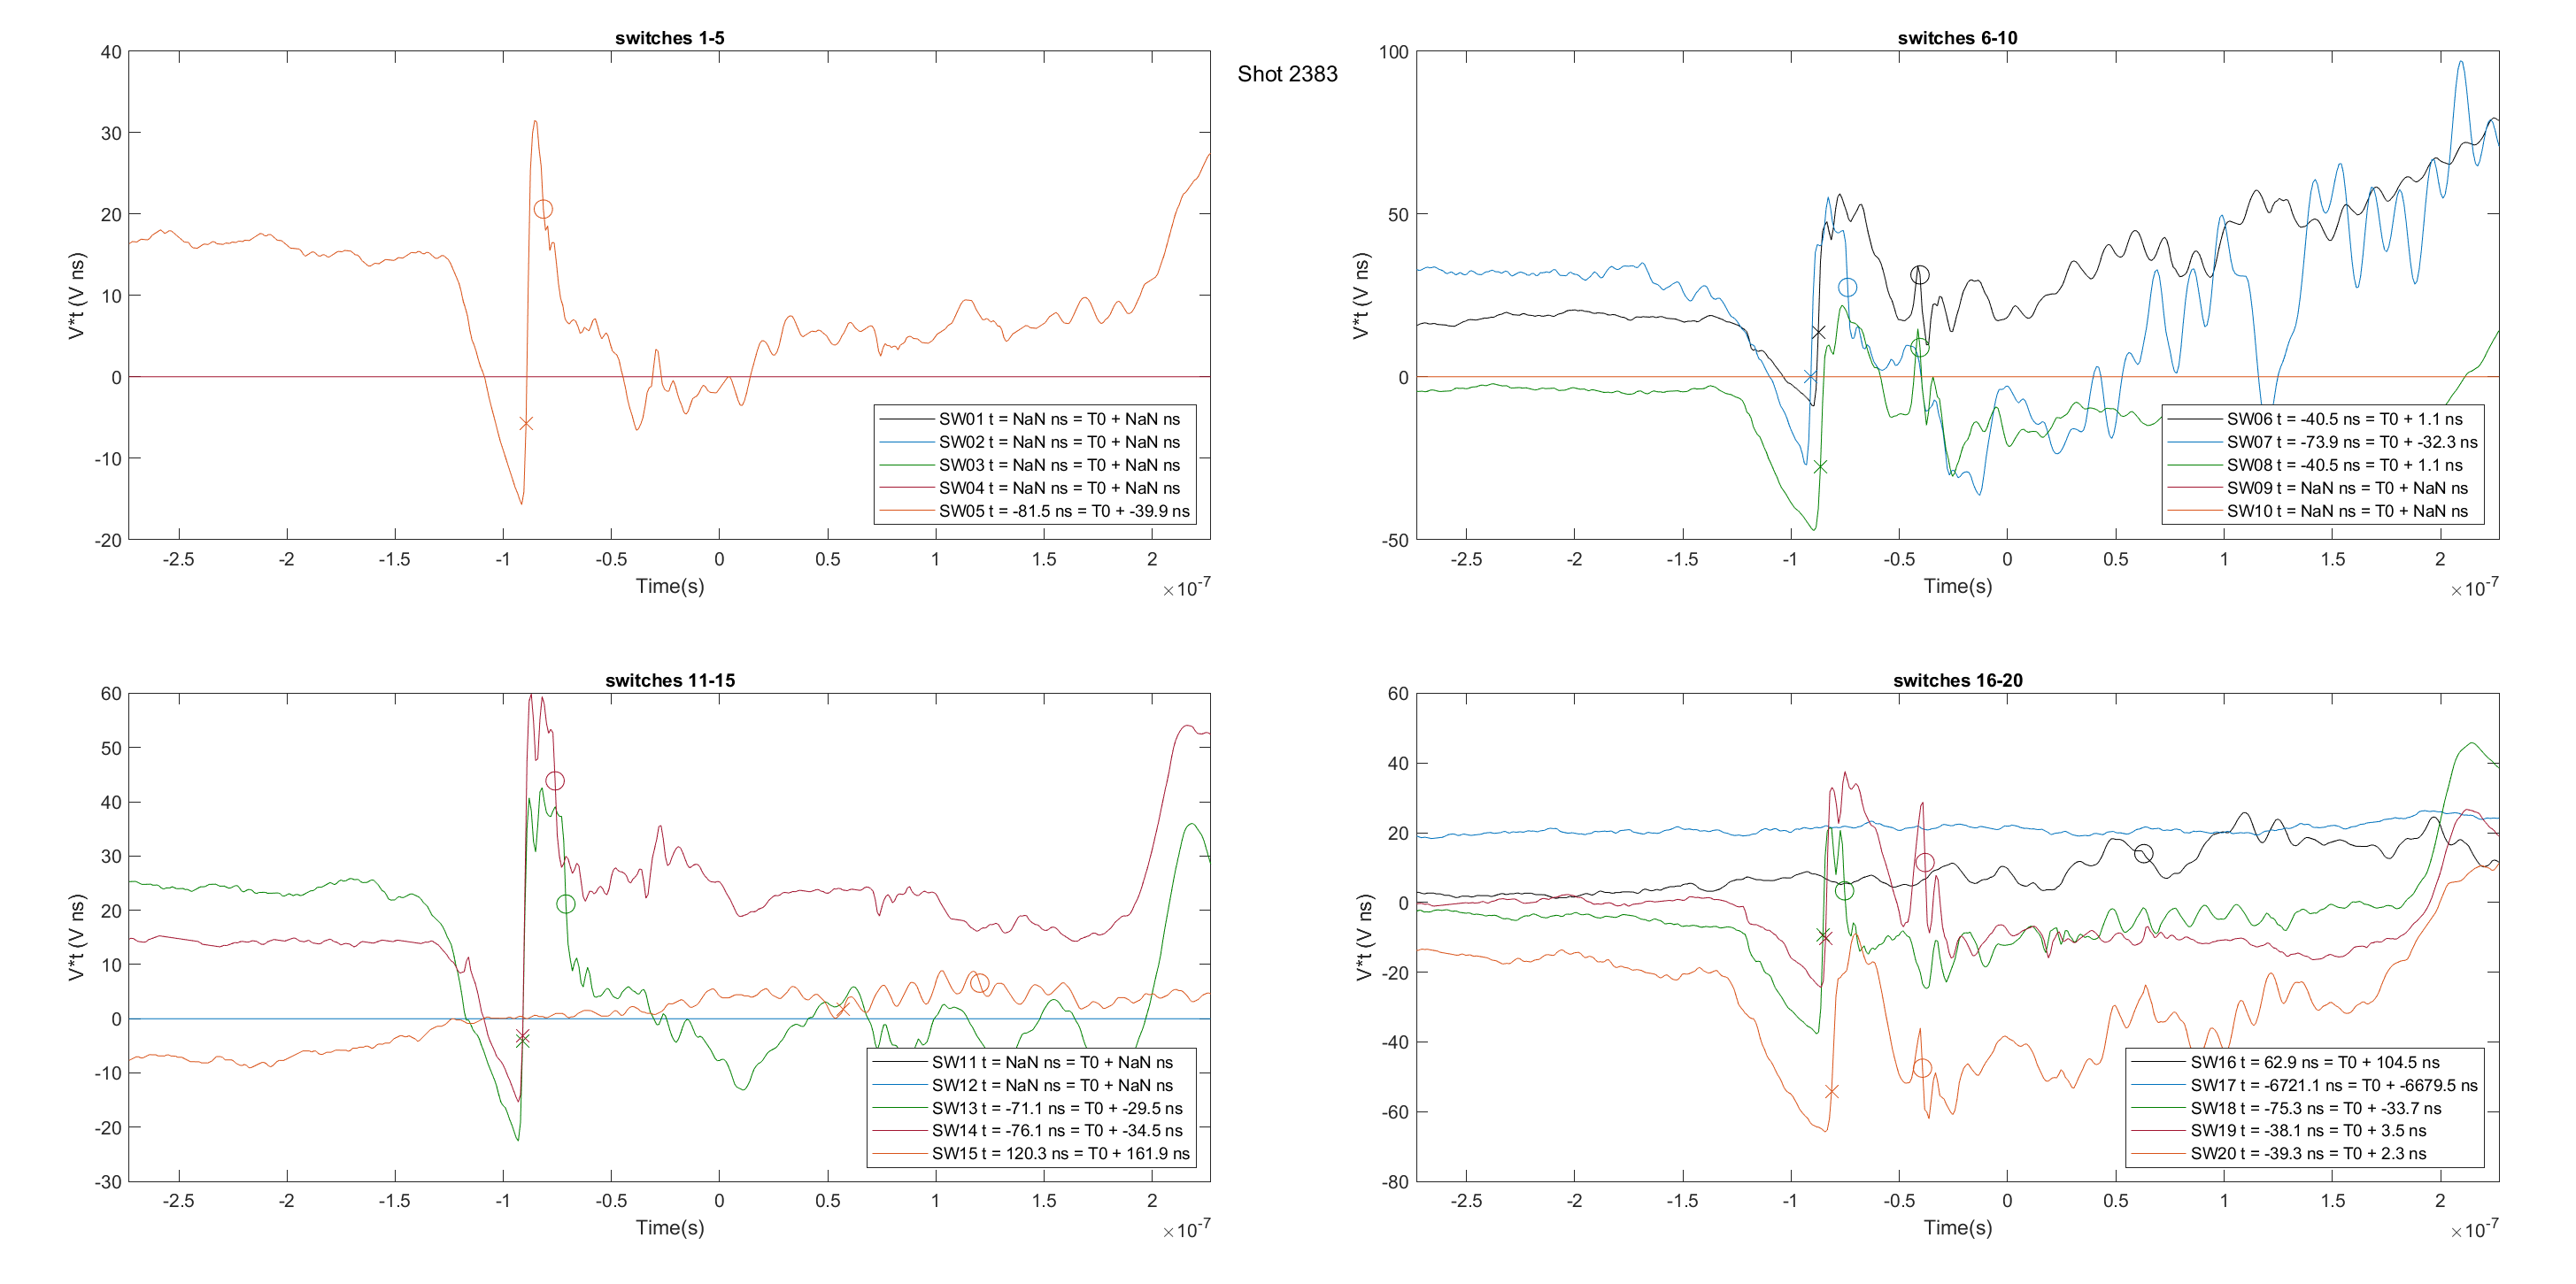 Shot 2383
switches 1-5
40
30
20
10
0
-10
-20
V*t (V ns)
-2.5 -2 -1.5 -1 -0.5 0 0.5 1 1.5 2
Time(s)
×10-7
SW01 t = NaN ns = T0 + NaN ns
SW02 t = NaN ns = T0 + NaN ns
SW03 t = NaN ns = T0 + NaN ns
SW04 t = NaN ns = T0 + NaN ns
SW05 t = -81.5 ns = T0 + -39.9 ns
switches 6-10
100
50
0
-50
V*t (V ns)
-2.5 -2 -1.5 -1 -0.5 0 0.5 1 1.5 2
Time(s)
×10-7
SW06 t = -40.5 ns = T0 + 1.1 ns
SW07 t = -73.9 ns = T0 + -32.3 ns
SW08 t = -40.5 ns = T0 + 1.1 ns
SW09 t = NaN ns = T0 + NaN ns
SW10 t = NaN ns = T0 + NaN ns
switches 11-15
60
50
40
30
20
10
0
-10
-20
-30
V*t (V ns)
-2.5 -2 -1.5 -1 -0.5 0 0.5 1 1.5 2
Time(s)
×10-7
SW11 t = NaN ns = T0 + NaN ns
SW12 t = NaN ns = T0 + NaN ns
SW13 t = -71.1 ns = T0 + -29.5 ns
SW14 t = -76.1 ns = T0 + -34.5 ns
SW15 t = 120.3 ns = T0 + 161.9 ns
switches 16-20
60
40
20
0
-20
-40
-60
-80
V*t (V ns)
-2.5 -2 -1.5 -1 -0.5 0 0.5 1 1.5 2
Time(s)
×10-7
SW16 t = 62.9 ns = T0 + 104.5 ns
SW17 t = -6721.1 ns = T0 + -6679.5 ns
SW18 t = -75.3 ns = T0 + -33.7 ns
SW19 t = -38.1 ns = T0 + 3.5 ns
SW20 t = -39.3 ns = T0 + 2.3 ns